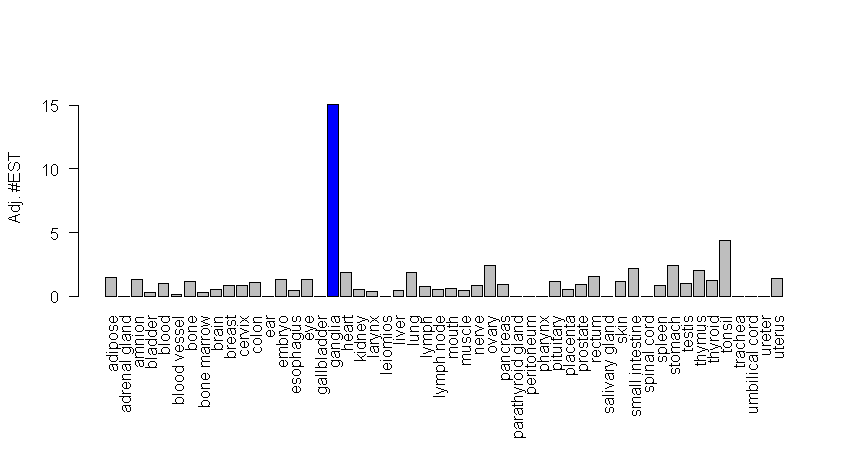 Adj. #EST
15
10
5
0
adipose
adrenal gland
amnion
bladder
blood
blood vessel
bone
bone marrow
brain
breast
cervix
colon
ear
embryo
esophagus
eye
gallbladder
ganglia
heart
kidney
larynx
leiomios
liver
lung
lymph
lymph node
mouth
muscle
nerve
ovary
pancreas
parathyroid gland
peritoneum
pharynx
pituitary
placenta
prostate
rectum
salivary gland
skin
small intestine
spinal cord
spleen
stomach
testis
thymus
thyroid
tonsil
trachea
umbilical cord
ureter
uterus